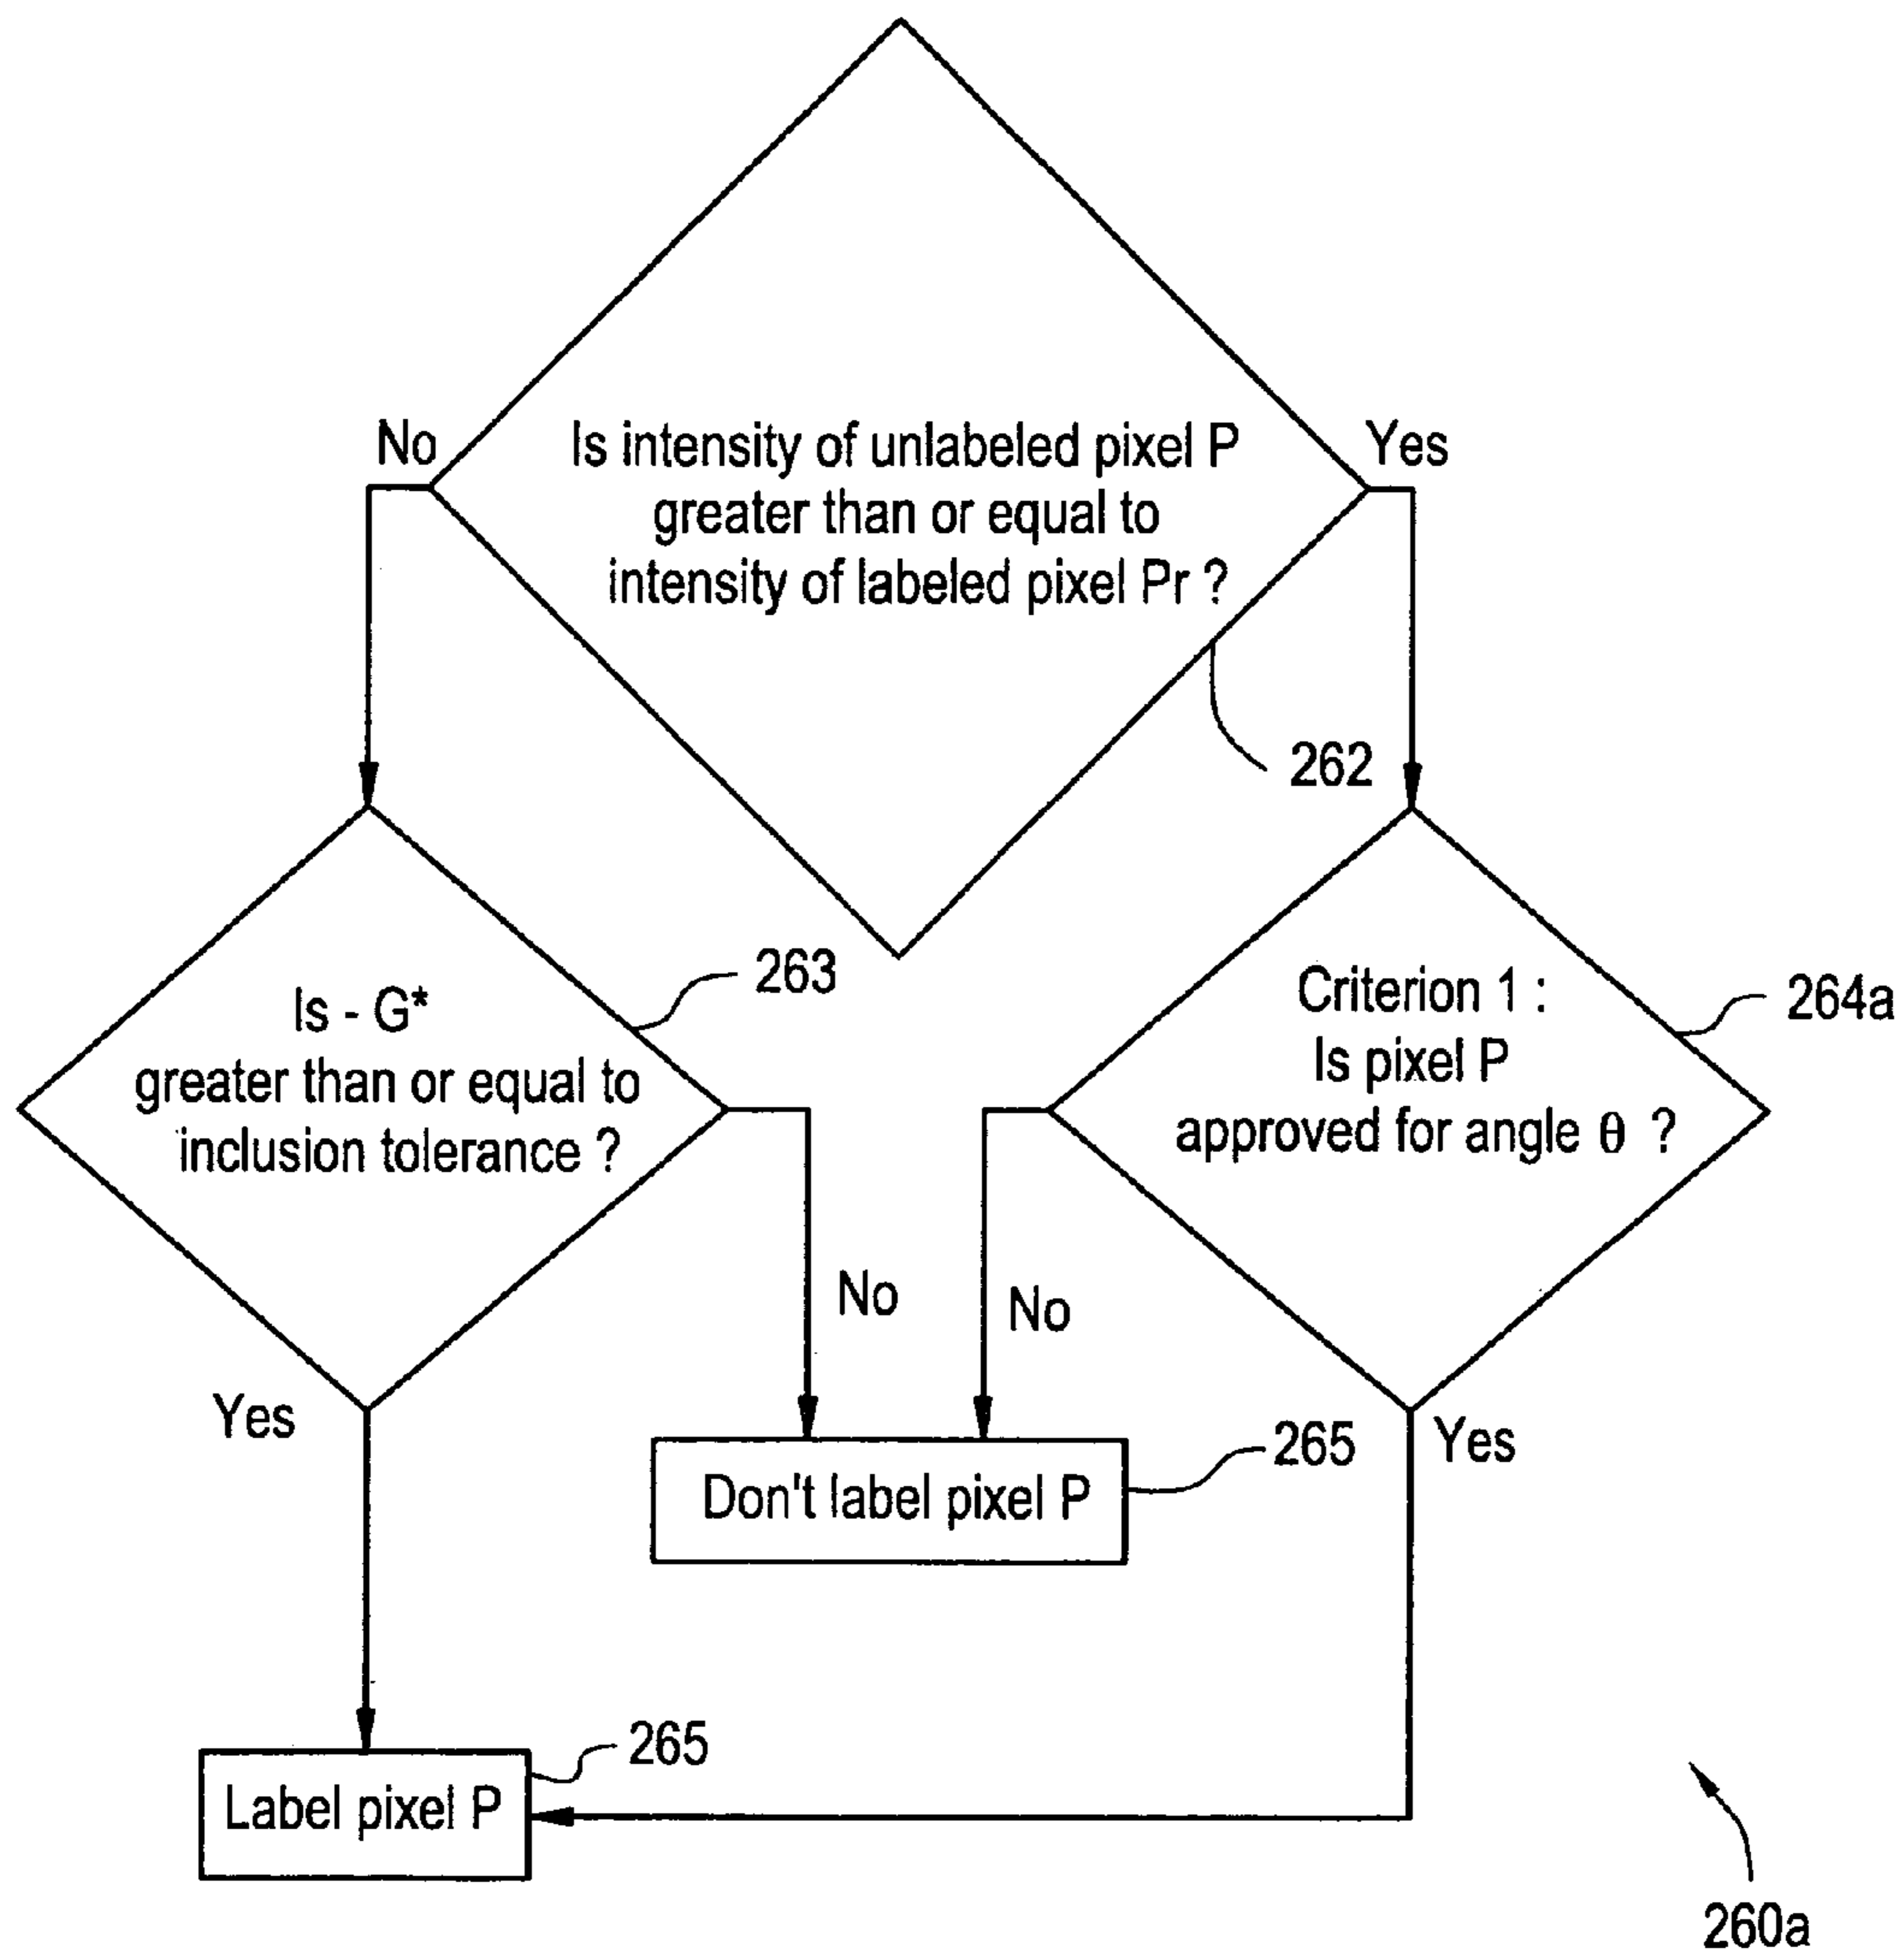 No
Is intensity of unlabeled pixel P
greater than or equal to
intensity of labeled pixel Pr ?
Yes
262
263
Is - G*
greater than or equal to
inclusion tolerance ?
Criterion 1 :
Is pixel P
approved for angle θ ?
264a
No
No
Yes
Don't label pixel P
265
Yes
Label pixel P
265
260a